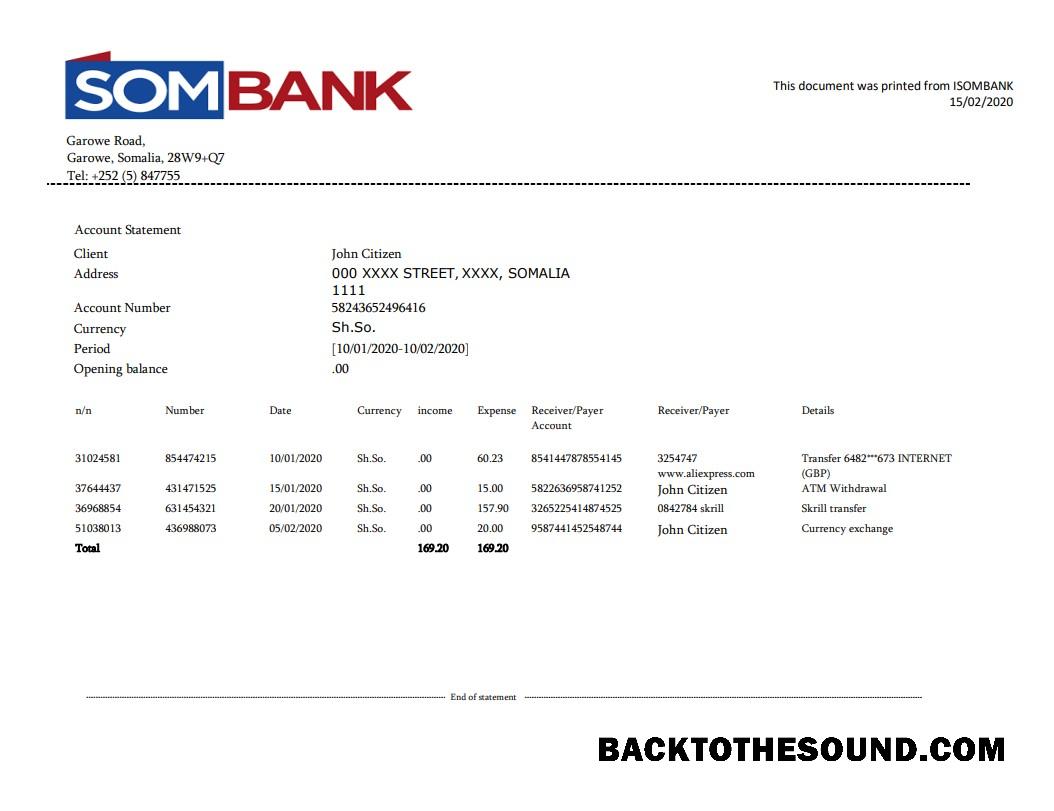 SOMBANK
This document was printed from ISOMBANK
15/02/2020
Garowe Road,
Garowe, Somalia, 28W9+Q7
Tel: +252 (5) 847755
Account Statement
Client John Citizen
Address 000 XXXX STREET, XXXX, SOMALIA
1111
Account Number 58243652496416
Currency Sh.So.
Period [10/01/2020-10/02/2020]
Opening balance .00
n/n Number Date Currency income Expense Receiver/Payer Receiver/Payer Details
Account
31024581 854474215 10/01/2020 Sh.So. .00 60.23 8541447878554145 3254747 Transfer 6482***673 INTERNET
www.aliexpress.com (GBP)
37644437 431471525 15/01/2020 Sh.So. .00 15.00 5822636958741252 John Citizen ATM Withdrawal
36968854 631454321 20/01/2020 Sh.So. .00 157.90 3265225414874525 0842784 skrill Skrill transfer
51038013 436988073 05/02/2020 Sh.So. .00 20.00 9587441452548744 John Citizen Currency exchange
Total 169.20 169.20
End of statement
BACKTOTHESOUND.COM